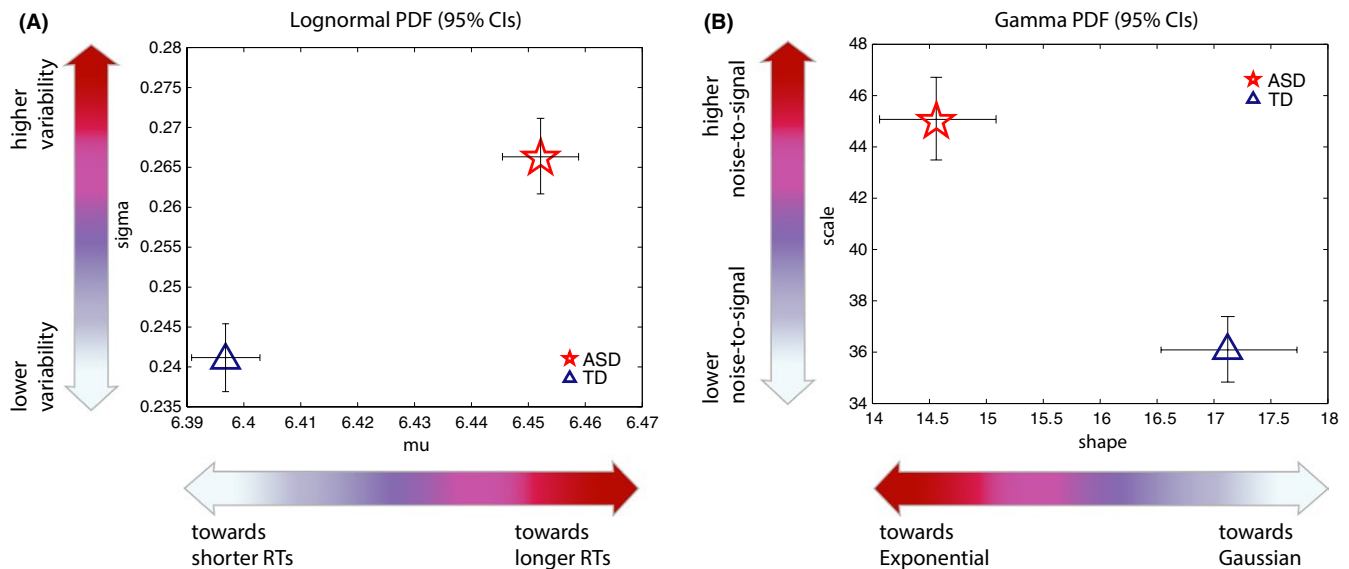 (A)
Lognormal PDF (95% CIs)
higher
variability
lower
variability
sigma
0.28
0.275
0.27
0.265
0.26
0.255
0.25
0.245
0.24
0.235
ASD
TD
6.39
6.4
6.41
6.42
6.43
6.44
6.45
6.46
6.47
mu
towards
shorter RTs
towards
longer RTs
(B)
Gamma PDF (95% CIs)
higher
noise-to-signal
lower
noise-to-signal
scale
48
46
44
42
40
38
36
34
ASD
TD
14
14.5
15
15.5
16
16.5
17
17.5
18
shape
towards
Exponential
towards
Gaussian